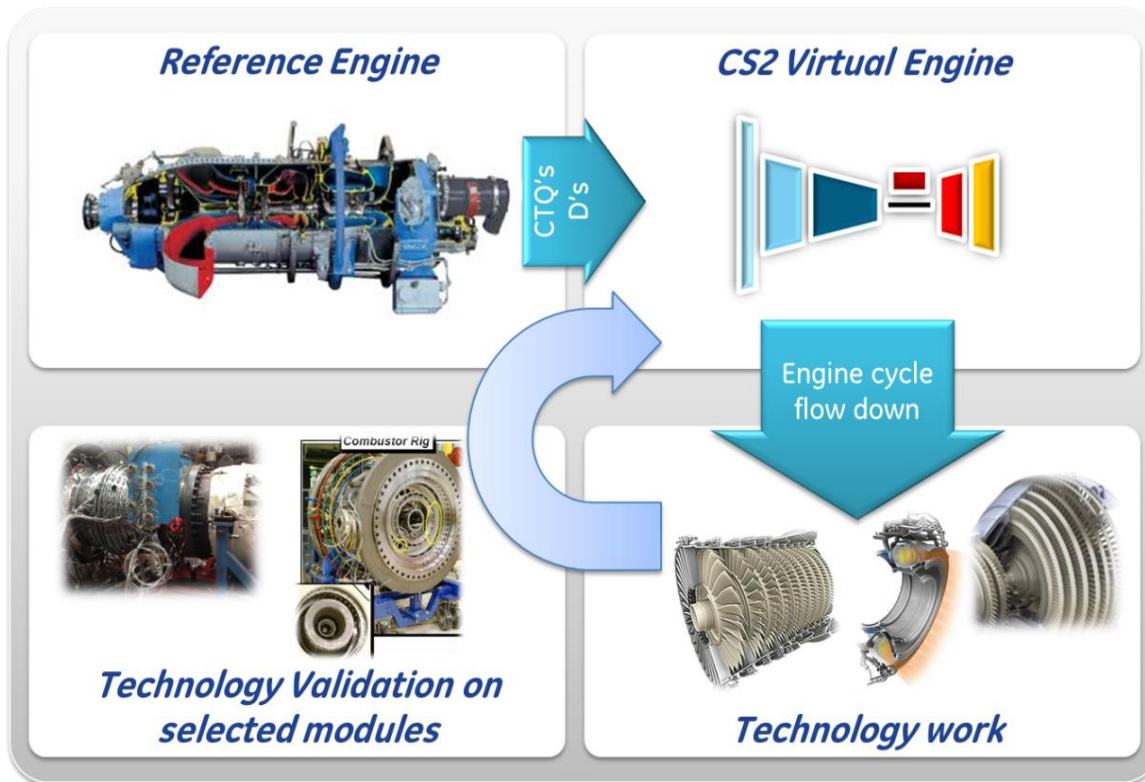 Reference Engine
CS2 Virtual Engine
CTQ's
D's
Engine cycle
flow down
Combustor Rig
Technology Validation on
selected modules
Technology work